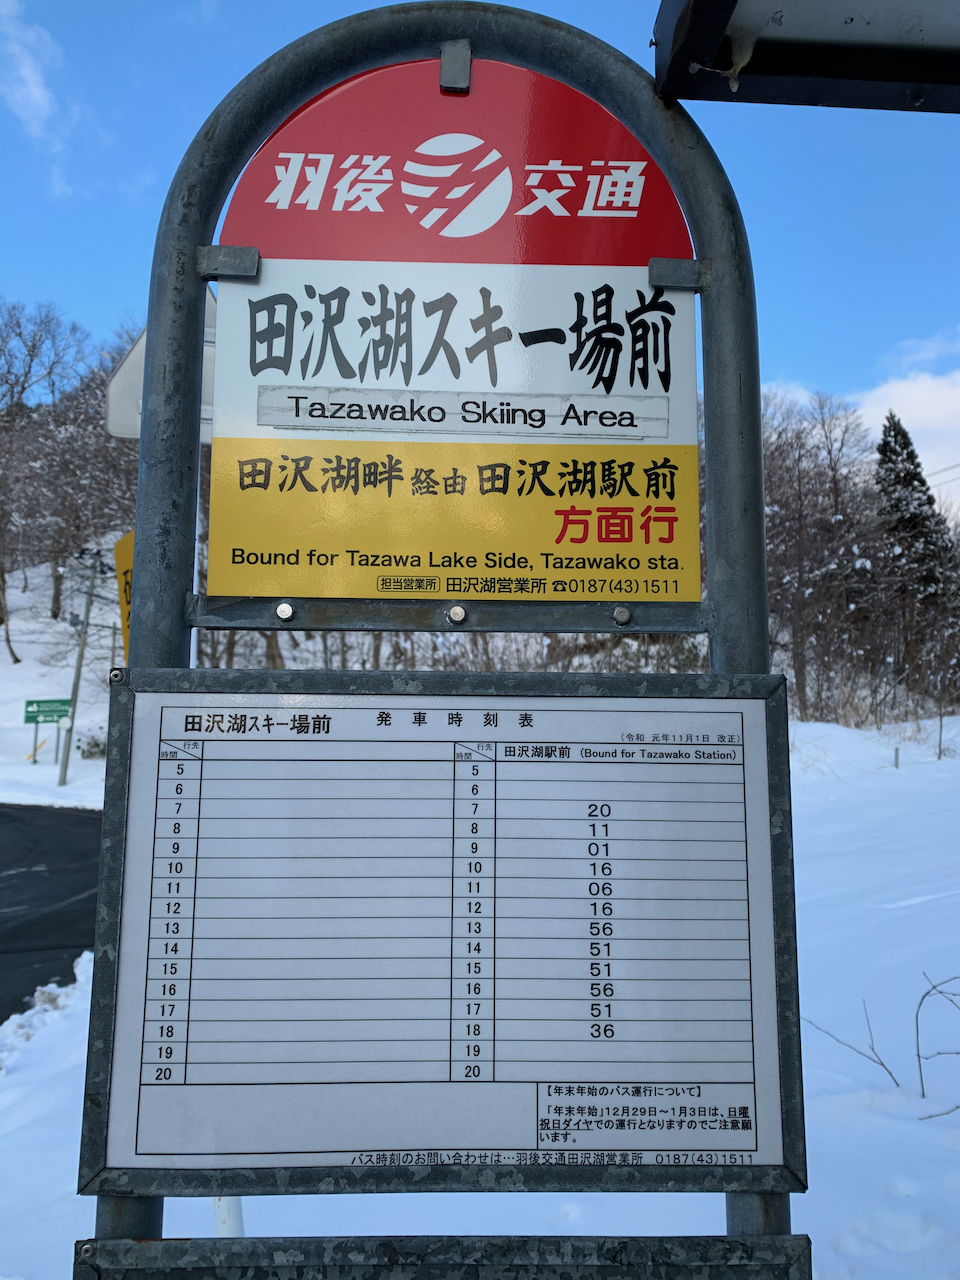 羽後交通
田沢湖スキー場前
Tazawako Skiing Area
田沢湖畔経由田沢湖駅前
方面行
Bound for Tazawa Lake Side, Tazawako sta.
担当営業所 田沢湖営業所 ☎0187(43)1511
田沢湖スキー場前 発車時刻表
(令和 元年11月1日 改正)
行先 時間 行先 時間 田沢湖駅前 (Bound for Tazawako Station)
5 5
6 6
7 7 20
8 8 11
9 9 01
10 10 16
11 11 06
12 12 16
13 13 56
14 14 51
15 15 51
16 16 56
17 17 51
18 18 36
19 19
20 20
【年末年始のバス運行について】
「年末年始」12月29日～1月3日は、日曜
祝日ダイヤでの運行となりますのでご注意願
います。
バス時刻のお問い合わせは…羽後交通田沢湖営業所 0187(43)1511